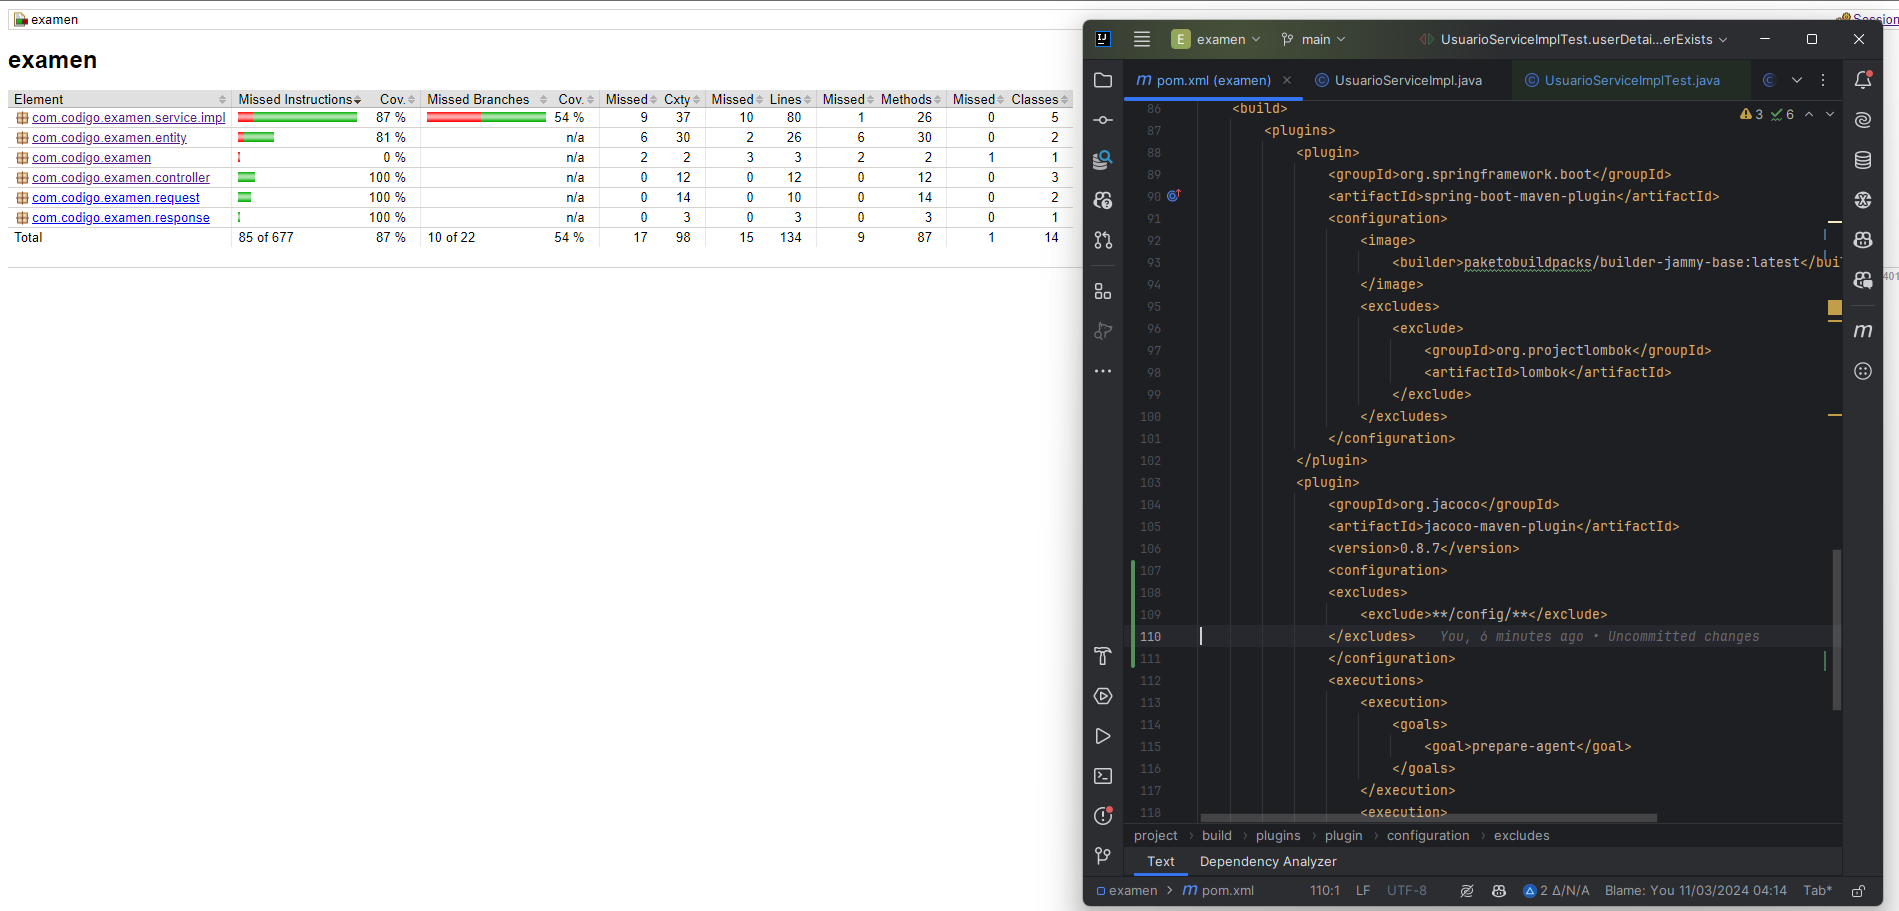 examen
Session
examen
Element Missed Instructions Cov. Missed Branches Cov. Missed Cxty Missed Lines Missed Methods Missed Classes
com.codigo.examen.service.impl 87 % 54 % 9 37 10 80 1 26 0 5
com.codigo.examen.entity 81 % n/a 6 30 2 26 6 30 0 2
com.codigo.examen 0 % n/a 2 2 3 3 2 2 1 1
com.codigo.examen.controller 100 % n/a 0 12 0 12 0 12 0 3
com.codigo.examen.request 100 % n/a 0 14 0 10 0 14 0 2
com.codigo.examen.response 100 % n/a 0 3 0 3 0 3 0 1
Total 85 of 677 87 % 10 of 22 54 % 17 98 15 134 9 87 1 14
401
E examen main UsuarioServiceImplTest.userDetai...erExists
pom.xml (examen) UsuarioServiceImpl.java UsuarioServiceImplTest.java
3 6
86 <build>
87 <plugins>
88 <plugin>
89 <groupId>org.springframework.boot</groupId>
90 <artifactId>spring-boot-maven-plugin</artifactId>
91 <configuration>
92 <image>
93 <builder>paketobuildpacks/builder-jammy-base:latest</buil
94 </image>
95 <excludes>
96 <exclude>
97 <groupId>org.projectlombok</groupId>
98 <artifactId>lombok</artifactId>
99 </exclude>
100 </excludes>
101 </configuration>
102 </plugin>
103 <plugin>
104 <groupId>org.jacoco</groupId>
105 <artifactId>jacoco-maven-plugin</artifactId>
106 <version>0.8.7</version>
107 <configuration>
108 <excludes>
109 <exclude>**/config/**</exclude>
110 </excludes> You, 6 minutes ago • Uncommitted changes
111 </configuration>
112 <executions>
113 <execution>
114 <goals>
115 <goal>prepare-agent</goal>
116 </goals>
117 </execution>
118 <execution>
project build plugins plugin configuration excludes
Text Dependency Analyzer
examen pom.xml 110:1 LF UTF-8 2 Δ/N/A Blame: You 11/03/2024 04:14 Tab*